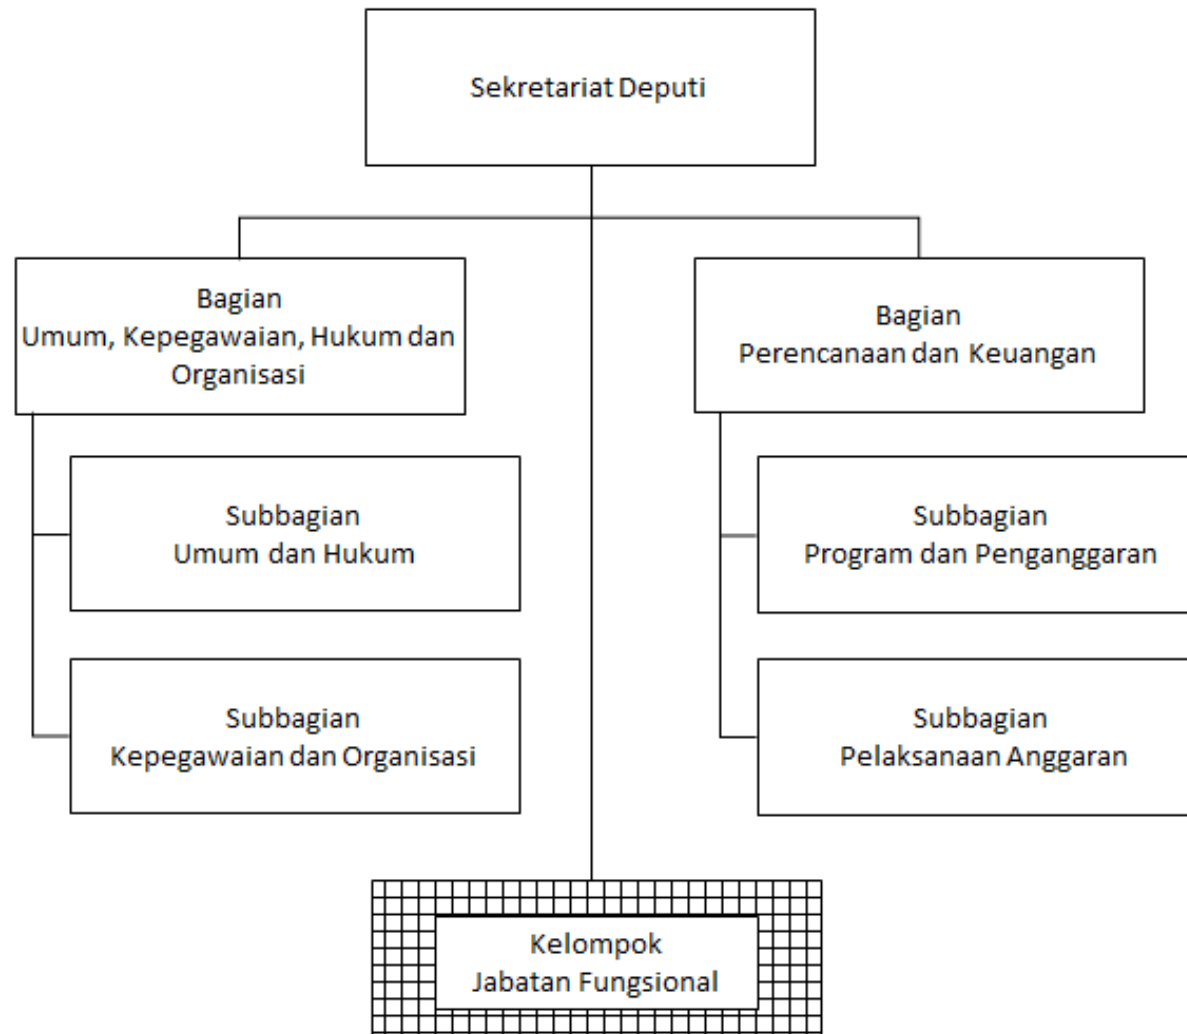 Sekretariat Deputi
Bagian
Umum, Kepegawaian, Hukum dan
Organisasi
Subbagian
Umum dan Hukum
Subbagian
Kepegawaian dan Organisasi
Bagian
Perencanaan dan Keuangan
Subbagian
Program dan Penganggaran
Subbagian
Pelaksanaan Anggaran
Kelompok
Jabatan Fungsional